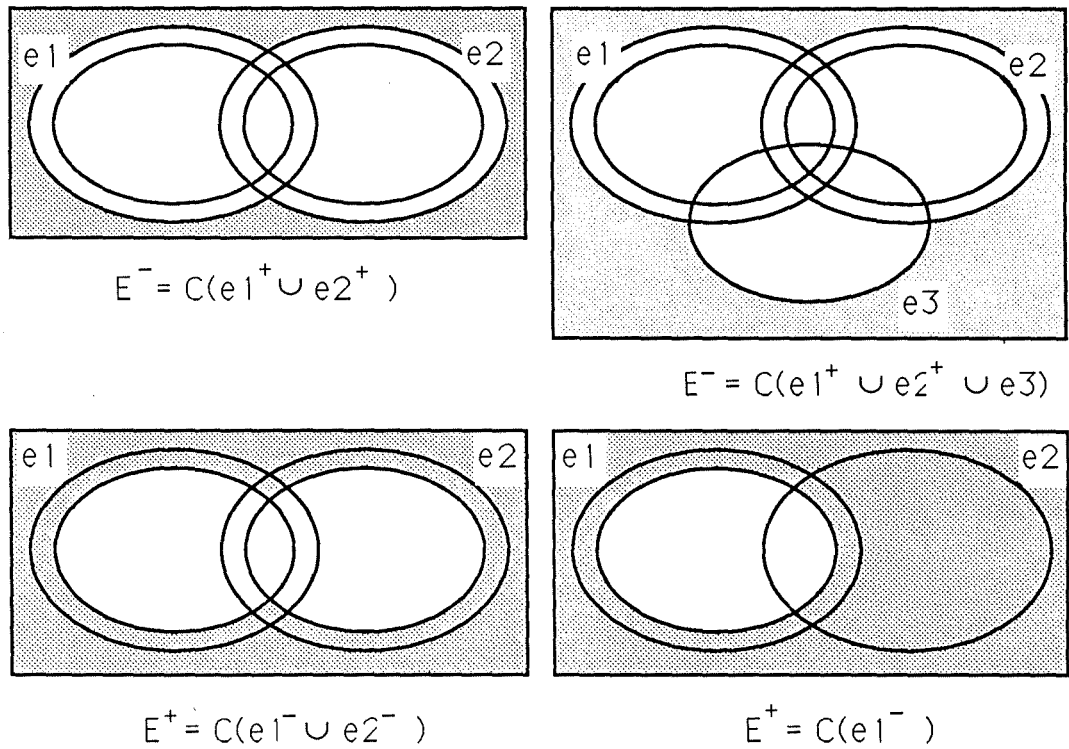 e1 e2
E⁻ = C(e1⁺ ∪ e2⁺)
e1 e2
e3
E⁻ = C(e1⁺ ∪ e2⁺ ∪ e3)
e1 e2
E⁺ = C(e1⁻ ∪ e2⁻)
e1 e2
E⁺ = C(e1⁻)